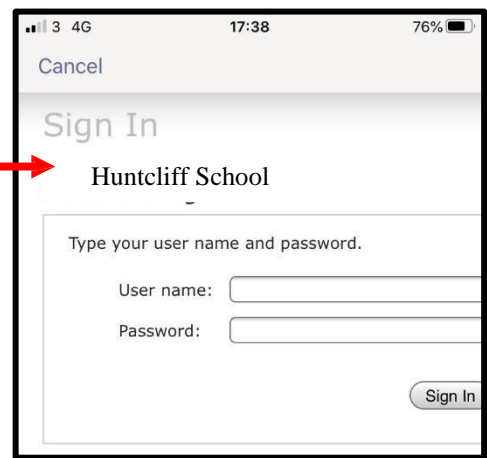 3 4G 17:38 76%
Cancel
Sign In
Huntcliff School
Type your user name and password.
User name:
Password:
Sign In